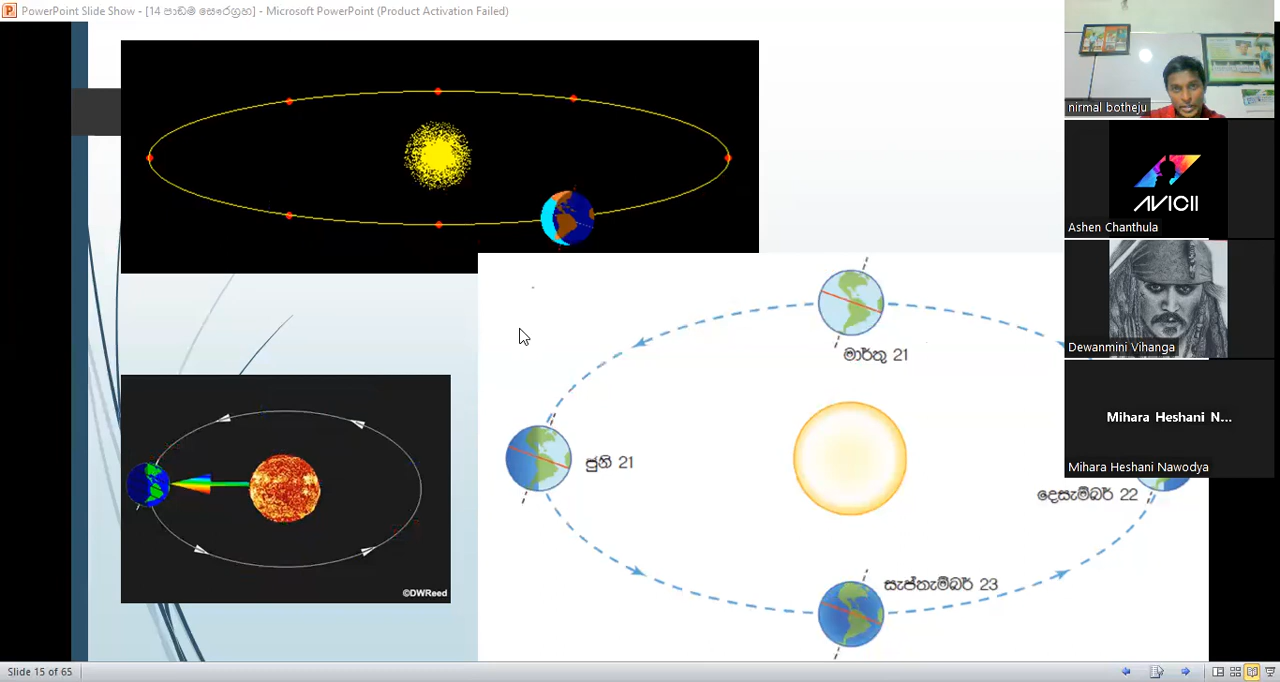 PowerPoint Slide Show - [14 පාඩම සෞරග්‍රහ] - Microsoft PowerPoint (Product Activation Failed)
nirmal botheju
AVICII
Ashen Chanthula
Dewanmini Vihanga
මාර්තු 21
Mihara Heshani N...
Mihara Heshani Nawodya
ජුනි 21
දෙසැම්බර් 22
සැප්තැම්බර් 23
©DWReed
Slide 15 of 65